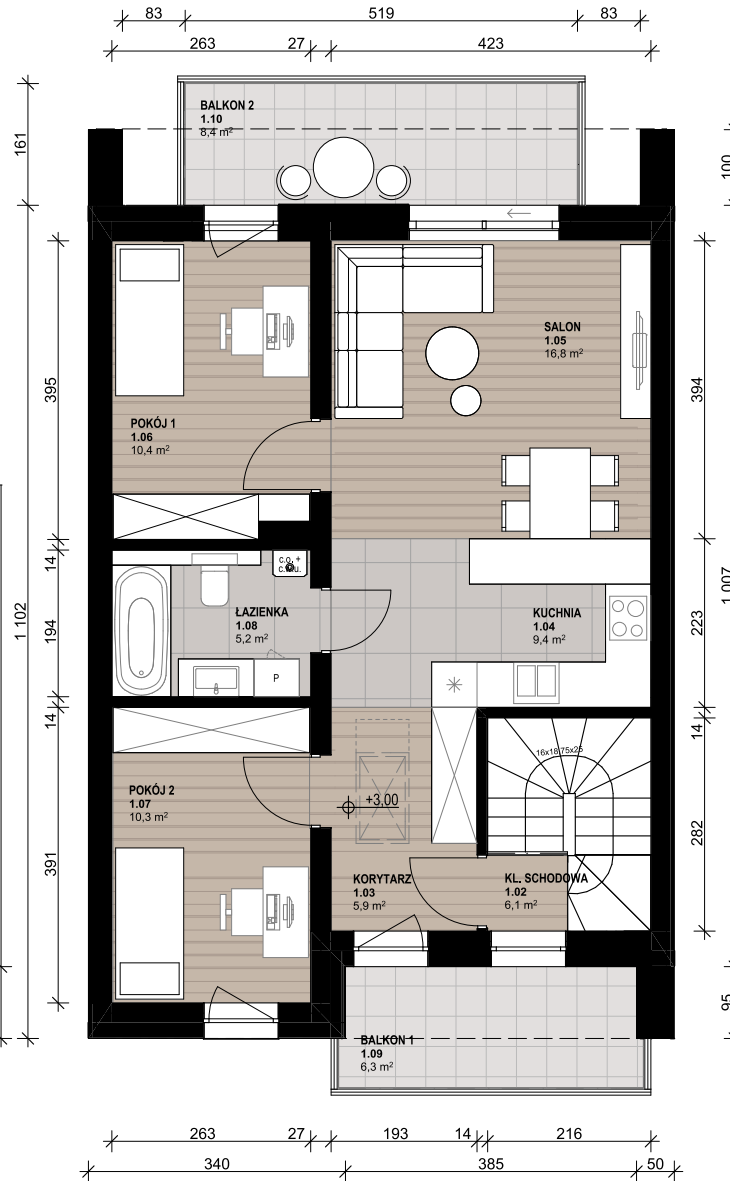 83 519 83
263 27 423
161
BALKON 2
1.10
8,4 m²
100
395
SALON
1.05
16,8 m²
394
POKÓJ 1
1.06
10,4 m²
14
c.o. +
c.w.u.
1 102
194
ŁAZIENKA
1.08
5,2 m²
KUCHNIA
1.04
9,4 m²
223
1 007
P
14
14
16x18,75x25
POKÓJ 2
1.07
10,3 m²
+3,00
282
391
KORYTARZ
1.03
5,9 m²
KL. SCHODOWA
1.02
6,1 m²
95
BALKON 1
1.09
6,3 m²
263 27 193 14 216
340 385 50